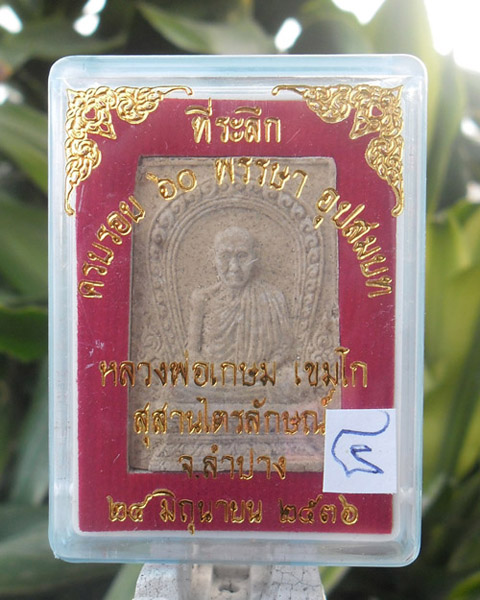 ที่ระลึก
ครบรอบ ๖๐ พรรษา อุปสมบท
หลวงพ่อเกษม เขมโก
สุสานไตรลักษณ์
จ.ลำปาง
๒๔ มิถุนายน ๒๕๓๖